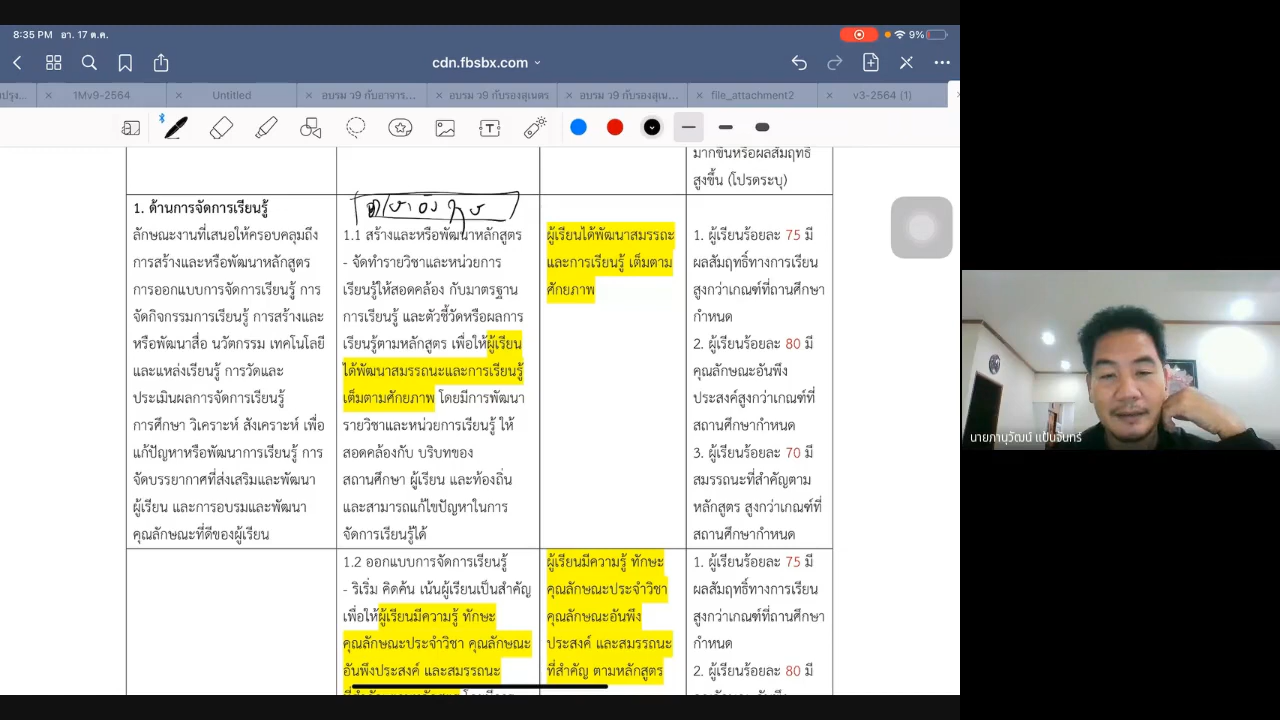 8:35 PM อา. 17 ต.ค.
9%
cdn.fbsbx.com
1Mv9-2564
Untitled
อบรม ว9 กับอาจาร...
อบรม ว9 กับรองสุเนตร
อบรม ว9 กับรองสุเน...
file_attachment2
v3-2564 (1)
มากขึ้นหรือผลสัมฤทธิ์
สูงขึ้น (โปรดระบุ)
1. ด้านการจัดการเรียนรู้
ลักษณะงานที่เสนอให้ครอบคลุมถึง
การสร้างและหรือพัฒนาหลักสูตร
การออกแบบการจัดการเรียนรู้ การ
จัดกิจกรรมการเรียนรู้ การสร้างและ
หรือพัฒนาสื่อ นวัตกรรม เทคโนโลยี
และแหล่งเรียนรู้ การวัดและ
ประเมินผลการจัดการเรียนรู้
การศึกษา วิเคราะห์ สังเคราะห์ เพื่อ
แก้ปัญหาหรือพัฒนาการเรียนรู้ การ
จัดบรรยากาศที่ส่งเสริมและพัฒนา
ผู้เรียน และการอบรมและพัฒนา
คุณลักษณะที่ดีของผู้เรียน
1.1 สร้างและหรือพัฒนาหลักสูตร
- จัดทำรายวิชาและหน่วยการ
เรียนรู้ให้สอดคล้อง กับมาตรฐาน
การเรียนรู้ และตัวชี้วัดหรือผลการ
เรียนรู้ตามหลักสูตร เพื่อให้ผู้เรียน
ได้พัฒนาสมรรถนะและการเรียนรู้
เต็มตามศักยภาพ โดยมีการพัฒนา
รายวิชาและหน่วยการเรียนรู้ ให้
สอดคล้องกับ บริบทของ
สถานศึกษา ผู้เรียน และท้องถิ่น
และสามารถแก้ไขปัญหาในการ
จัดการเรียนรู้ได้
ผู้เรียนได้พัฒนาสมรรถนะ
และการเรียนรู้ เต็มตาม
ศักยภาพ
1. ผู้เรียนร้อยละ 75 มี
ผลสัมฤทธิ์ทางการเรียน
สูงกว่าเกณฑ์ที่ถานศึกษา
กำหนด
2. ผู้เรียนร้อยละ 80 มี
คุณลักษณะอันพึง
ประสงค์สูงกว่าเกณฑ์ที่
สถานศึกษากำหนด
3. ผู้เรียนร้อยละ 70 มี
สมรรถนะที่สำคัญตาม
หลักสูตร สูงกว่าเกณฑ์ที่
สถานศึกษากำหนด
1.2 ออกแบบการจัดการเรียนรู้
- ริเริ่ม คิดค้น เน้นผู้เรียนเป็นสำคัญ
เพื่อให้ผู้เรียนมีความรู้ ทักษะ
คุณลักษณะประจำวิชา คุณลักษณะ
อันพึงประสงค์ และสมรรถนะ
ผู้เรียนมีความรู้ ทักษะ
คุณลักษณะประจำวิชา
คุณลักษณะอันพึง
ประสงค์ และสมรรถนะ
ที่สำคัญ ตามหลักสูตร
1. ผู้เรียนร้อยละ 75 มี
ผลสัมฤทธิ์ทางการเรียน
สูงกว่าเกณฑ์ที่ถานศึกษา
กำหนด
2. ผู้เรียนร้อยละ 80 มี
นายภานุวัฒน์ แป้นจันทร์